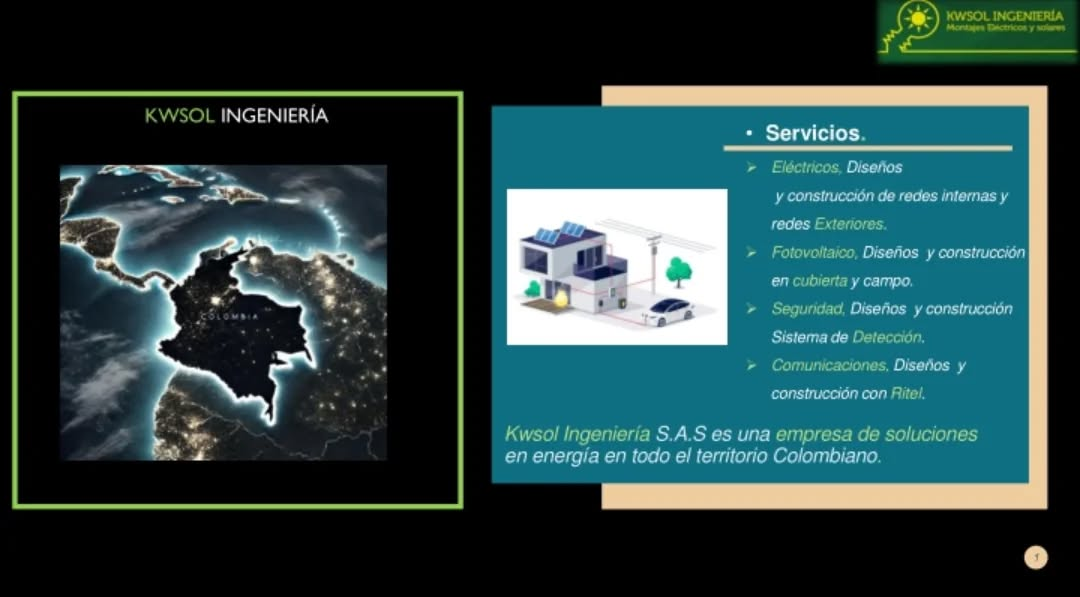 KWSOL INGENIERÍA
Montajes Eléctricos y solares
KWSOL INGENIERÍA
COLOMBIA
• Servicios.
➢ Eléctricos, Diseños
y construcción de redes internas y
redes Exteriores.
➢ Fotovoltaico, Diseños y construcción
en cubierta y campo.
➢ Seguridad, Diseños y construcción
Sistema de Detección.
➢ Comunicaciones, Diseños y
construcción con Ritel.
Kwsol Ingeniería S.A.S es una empresa de soluciones
en energía en todo el territorio Colombiano.
1